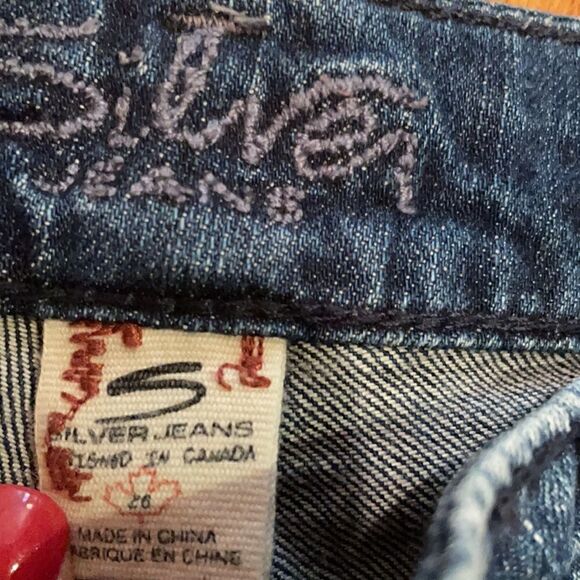 Silver
JEANS
S
SILVER JEANS
DESIGNED IN CANADA
26
MADE IN CHINA
FABRIQUE EN CHINE